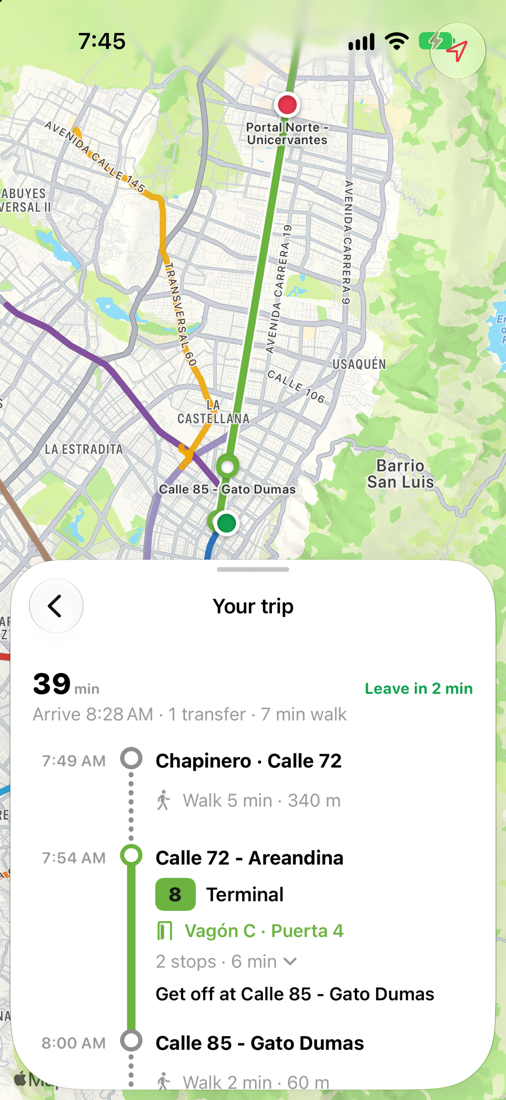 7:45
Portal Norte -
Unicervantes
AVENIDA CALLE 145
ABUYES
VERSAL II
AVENIDA CARRERA 9
AVENIDA CARRERA 19
TRANSVERSAL 60
USAQUÉN
CALLE 106
LA
CASTELLANA
LA ESTRADITA
Barrio
San Luis
Calle 85 - Gato Dumas
Your trip
39 min
Leave in 2 min
Arrive 8:28 AM · 1 transfer · 7 min walk
7:49 AM
Chapinero · Calle 72
Walk 5 min · 340 m
7:54 AM
Calle 72 - Areandina
8 Terminal
Vagón C · Puerta 4
2 stops · 6 min
Get off at Calle 85 - Gato Dumas
8:00 AM
Calle 85 - Gato Dumas
Walk 2 min · 60 m